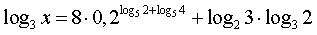 log₃ x = 8 · 0,2^(log₅ 2+log₅ 4) + log₂ 3 · log₃ 2